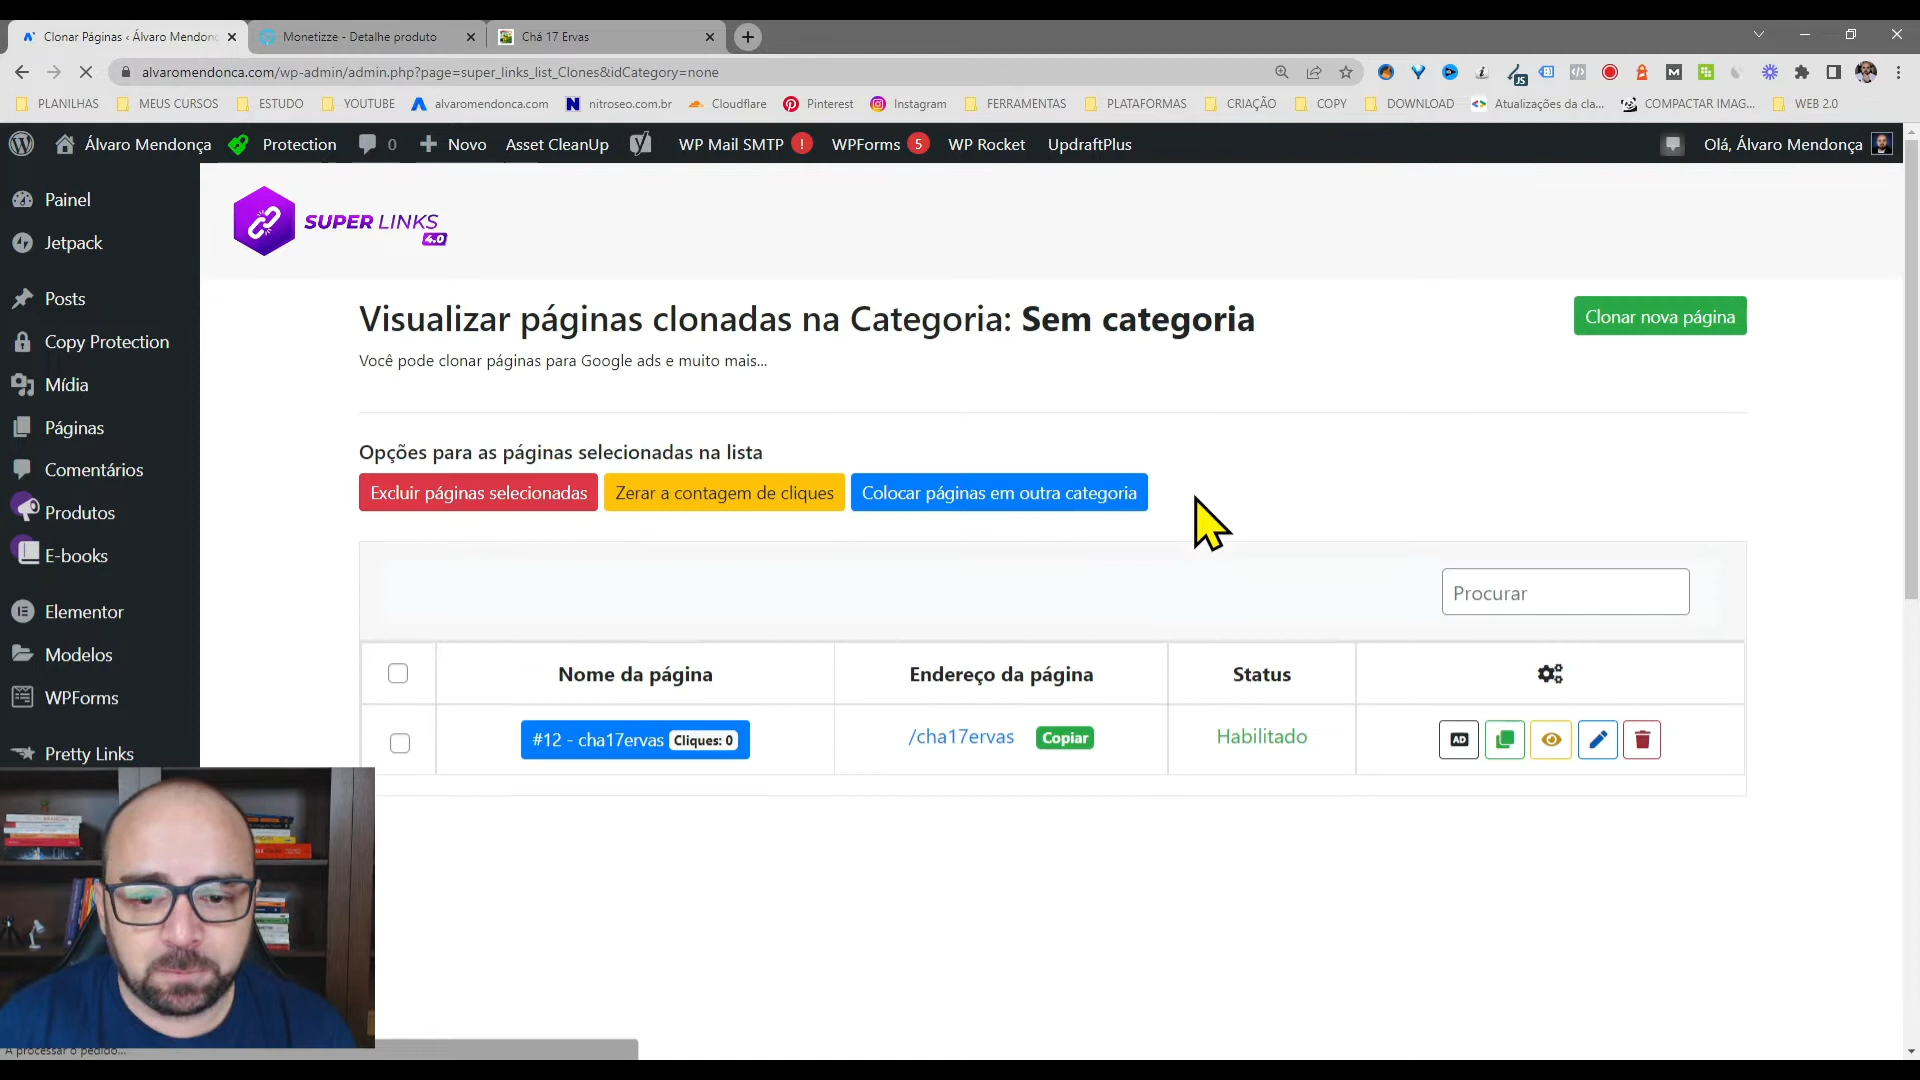 Clonar Páginas ‹ Álvaro Mendon
Monetizze - Detalhe produto
Chá 17 Ervas
alvaromendonca.com/wp-admin/admin.php?page=super_links_list_Clones&idCategory=none
PLANILHAS
MEUS CURSOS
ESTUDO
YOUTUBE
alvaromendonca.com
nitroseo.com.br
Cloudflare
Pinterest
Instagram
FERRAMENTAS
PLATAFORMAS
CRIAÇÃO
COPY
DOWNLOAD
Atualizações da cla...
COMPACTAR IMAG...
WEB 2.0
Álvaro Mendonça
Protection
0
Novo
Asset CleanUp
WP Mail SMTP !
WPForms 5
WP Rocket
UpdraftPlus
Olá, Álvaro Mendonça
Painel
Jetpack
Posts
Copy Protection
Mídia
Páginas
Comentários
Produtos
E-books
Elementor
Modelos
WPForms
Pretty Links
SUPER LINKS
4.0
Visualizar páginas clonadas na Categoria: Sem categoria
Clonar nova página
Você pode clonar páginas para Google ads e muito mais...
Opções para as páginas selecionadas na lista
Excluir páginas selecionadas
Zerar a contagem de cliques
Colocar páginas em outra categoria
Procurar
Nome da página
Endereço da página
Status
#12 - cha17ervas Cliques: 0
/cha17ervas
Copiar
Habilitado
AD
A processar o pedido...